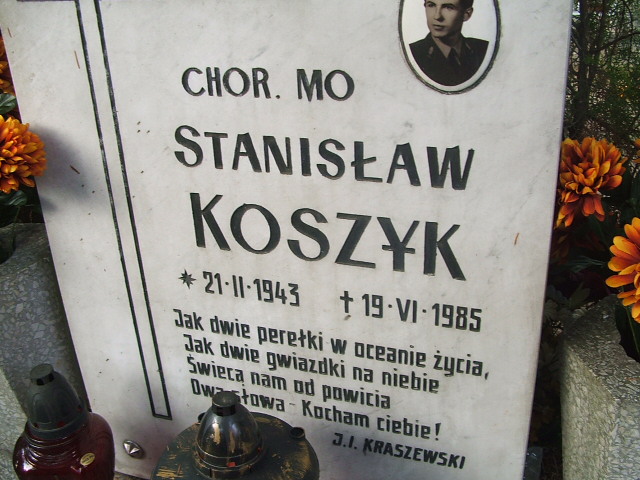 CHOR. MO
STANISŁAW
KOSZYK
* 21·II·1943 † 19·VI·1985
Jak dwie perełki w oceanie życia,
Jak dwie gwiazdki na niebie
Świecą nam od powicia
Dwa słowa - Kocham ciebie!
J.I. KRASZEWSKI